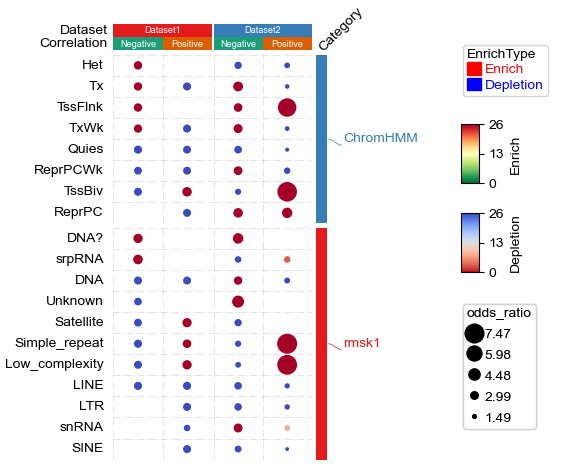 Dataset Dataset1 Dataset2
Correlation Negative Positive Negative Positive
Category
Het
Tx
TssFlnk
TxWk
Quies
ReprPCWk
TssBiv
ReprPC
ChromHMM
DNA?
srpRNA
DNA
Unknown
Satellite
Simple_repeat
Low_complexity
LINE
LTR
snRNA
SINE
rmsk1
EnrichType
Enrich
Depletion
26
13
0
Enrich
26
13
0
Depletion
odds_ratio
7.47
5.98
4.48
2.99
1.49